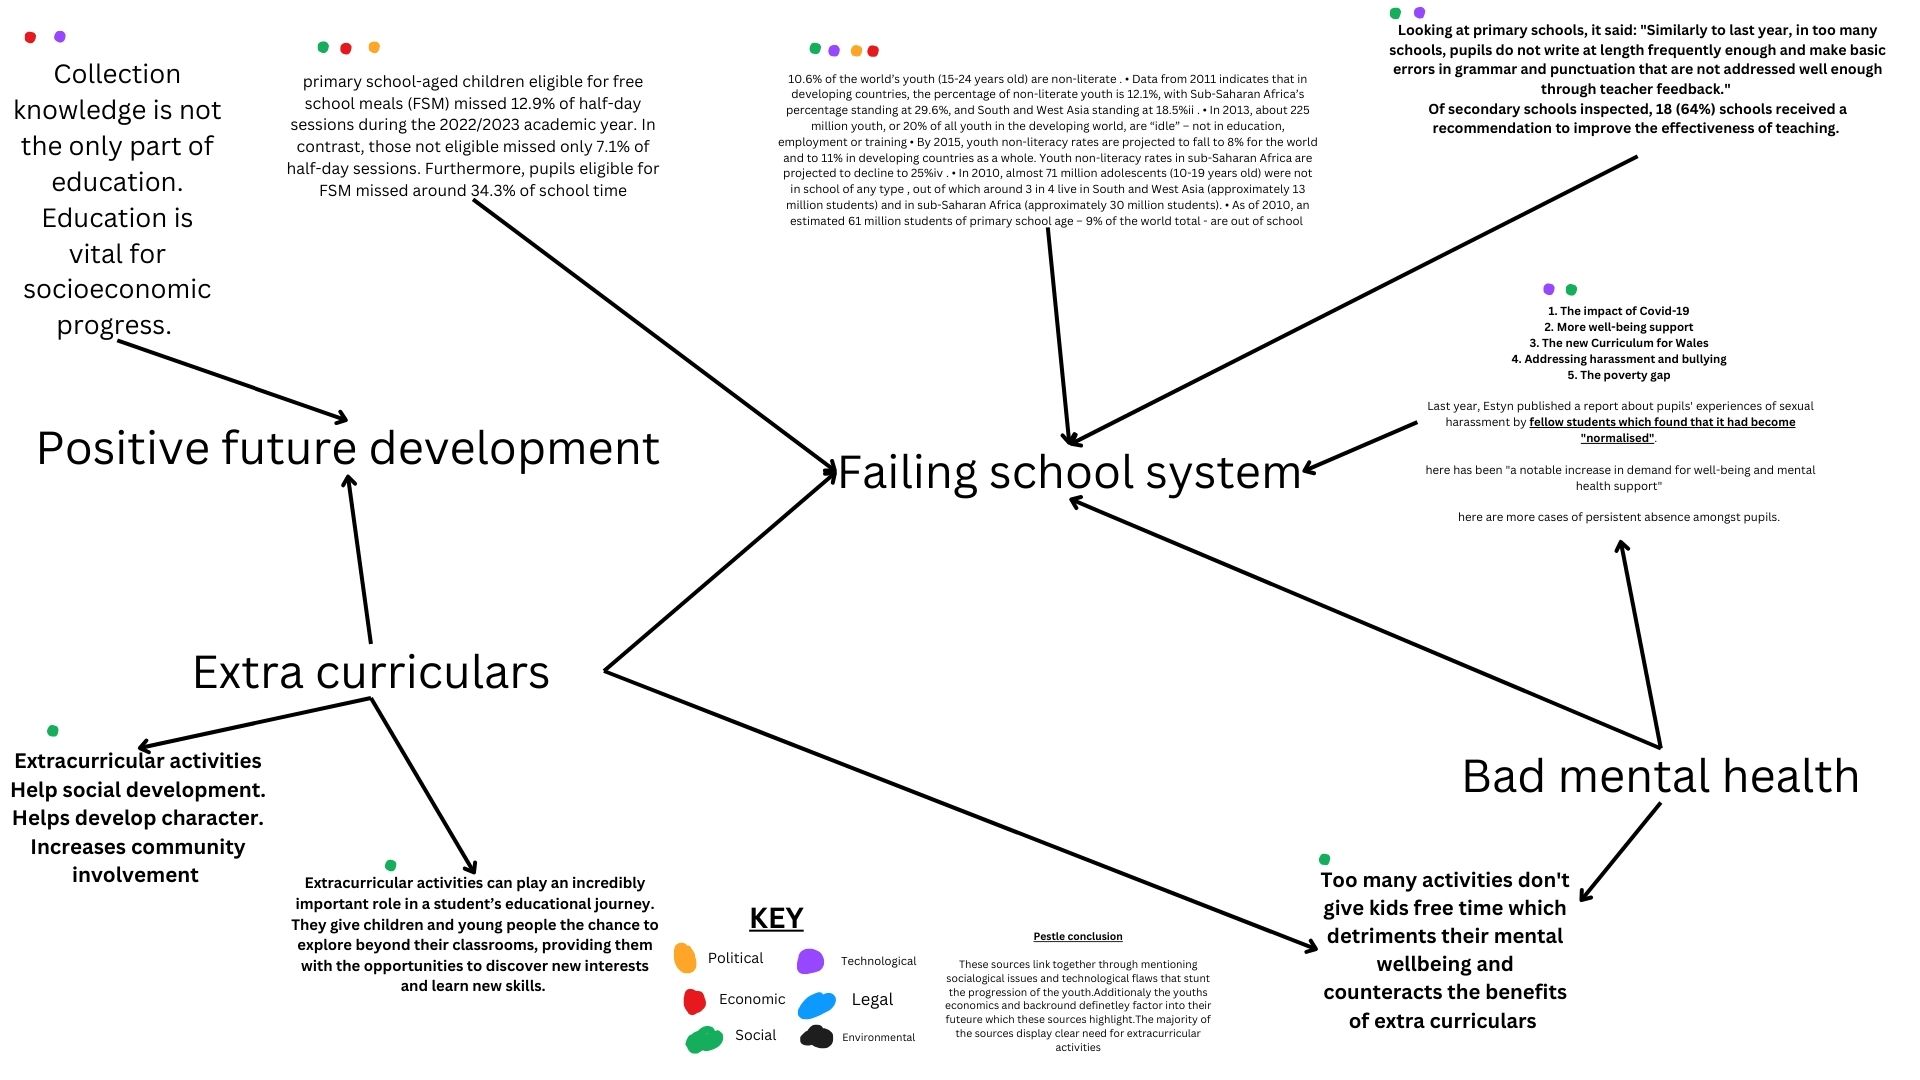 Collection
knowledge is not
the only part of
education.
Education is
vital for
socioeconomic
progress.
primary school-aged children eligible for free
school meals (FSM) missed 12.9% of half-day
sessions during the 2022/2023 academic year. In
contrast, those not eligible missed only 7.1% of
half-day sessions. Furthermore, pupils eligible for
FSM missed around 34.3% of school time
10.6% of the world’s youth (15-24 years old) are non-literate . • Data from 2011 indicates that in
developing countries, the percentage of non-literate youth is 12.1%, with Sub-Saharan Africa’s
percentage standing at 29.6%, and South and West Asia standing at 18.5%ii . • In 2013, about 225
million youth, or 20% of all youth in the developing world, are “idle” – not in education,
employment or training • By 2015, youth non-literacy rates are projected to fall to 8% for the world
and to 11% in developing countries as a whole. Youth non-literacy rates in sub-Saharan Africa are
projected to decline to 25%iv . • In 2010, almost 71 million adolescents (10-19 years old) were not
in school of any type , out of which around 3 in 4 live in South and West Asia (approximately 13
million students) and in sub-Saharan Africa (approximately 30 million students). • As of 2010, an
estimated 61 million students of primary school age – 9% of the world total - are out of school
Looking at primary schools, it said: "Similarly to last year, in too many
schools, pupils do not write at length frequently enough and make basic
errors in grammar and punctuation that are not addressed well enough
through teacher feedback."
Of secondary schools inspected, 18 (64%) schools received a
recommendation to improve the effectiveness of teaching.
1. The impact of Covid-19
2. More well-being support
3. The new Curriculum for Wales
4. Addressing harassment and bullying
5. The poverty gap
Last year, Estyn published a report about pupils' experiences of sexual
harassment by fellow students which found that it had become
"normalised".
here has been "a notable increase in demand for well-being and mental
health support"
here are more cases of persistent absence amongst pupils.
Positive future development
Failing school system
Extra curriculars
Bad mental health
Extracurricular activities
Help social development.
Helps develop character.
Increases community
involvement
Extracurricular activities can play an incredibly
important role in a student’s educational journey.
They give children and young people the chance to
explore beyond their classrooms, providing them
with the opportunities to discover new interests
and learn new skills.
KEY
Political
Technological
Economic
Legal
Social
Environmental
Pestle conclusion
These sources link together through mentioning
socialogical issues and technological flaws that stunt
the progression of the youth.Additionaly the youths
economics and backround definetley factor into their
futeure which these sources highlight.The majority of
the sources display clear need for extracurricular
activities
Too many activities don't
give kids free time which
detriments their mental
wellbeing and
counteracts the benefits
of extra curriculars